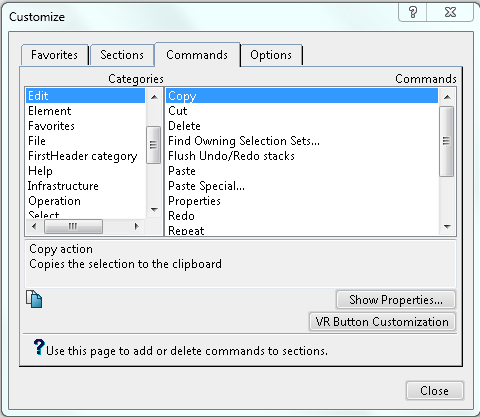 Customize
Favorites Sections Commands Options
Categories Commands
Edit
Element
Favorites
File
FirstHeader category
Help
Infrastructure
Operation
Select
Copy
Cut
Delete
Find Owning Selection Sets...
Flush Undo/Redo stacks
Paste
Paste Special...
Properties
Redo
Repeat
Copy action
Copies the selection to the clipboard
Show Properties...
VR Button Customization
?Use this page to add or delete commands to sections.
Close